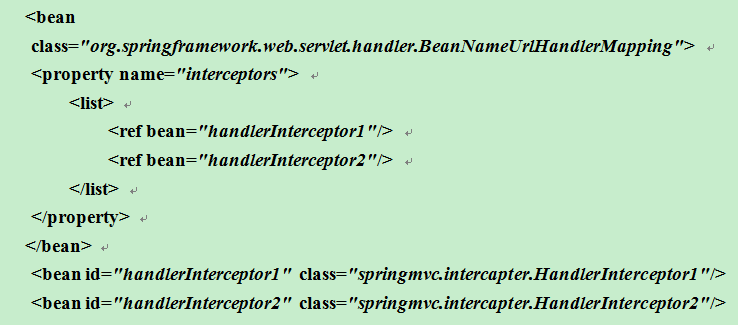 <bean
class="org.springframework.web.servlet.handler.BeanNameUrlHandlerMapping">
<property name="interceptors">
<list>
<ref bean="handlerInterceptor1"/>
<ref bean="handlerInterceptor2"/>
</list>
</property>
</bean>
<bean id="handlerInterceptor1" class="springmvc.intercapter.HandlerInterceptor1"/>
<bean id="handlerInterceptor2" class="springmvc.intercapter.HandlerInterceptor2"/>